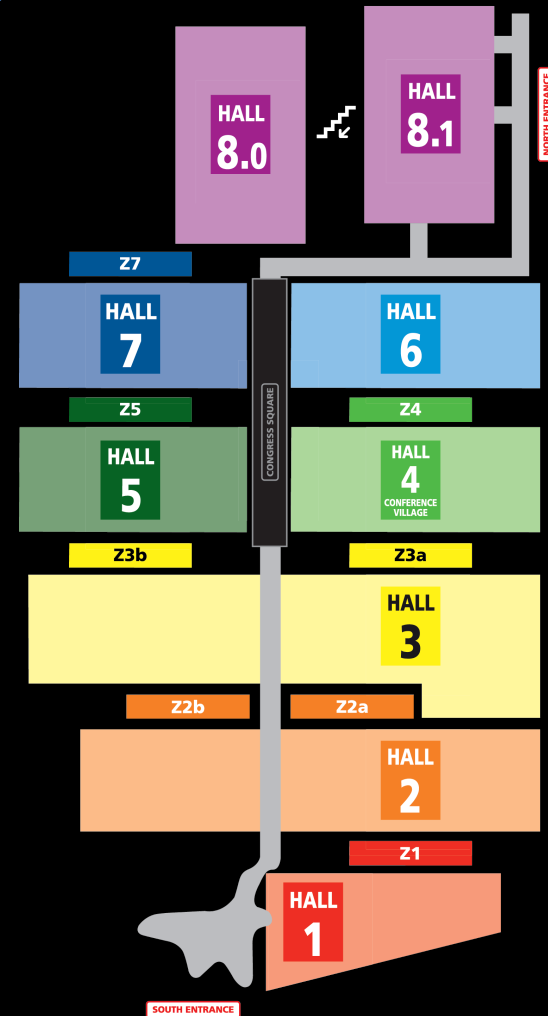 HALL
8.0
HALL
8.1
NORTH ENTRANCE
Z7
HALL
7
HALL
6
CONGRESS SQUARE
Z5
Z4
HALL
5
HALL
4
CONFERENCE
VILLAGE
Z3b
Z3a
HALL
3
Z2b
Z2a
HALL
2
Z1
HALL
1
SOUTH ENTRANCE